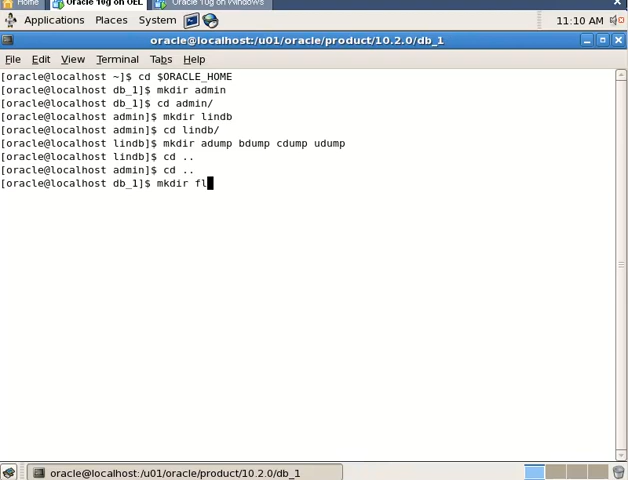 Home Oracle 10g on OEL Oracle 10g on Windows
Applications Places System 11:10 AM
oracle@localhost:/u01/oracle/product/10.2.0/db_1
File Edit View Terminal Tabs Help
[oracle@localhost ~]$ cd $ORACLE_HOME
[oracle@localhost db_1]$ mkdir admin
[oracle@localhost db_1]$ cd admin/
[oracle@localhost admin]$ mkdir lindb
[oracle@localhost admin]$ cd lindb/
[oracle@localhost lindb]$ mkdir adump bdump cdump udump
[oracle@localhost lindb]$ cd ..
[oracle@localhost admin]$ cd ..
[oracle@localhost db_1]$ mkdir fl
oracle@localhost:/u01/oracle/product/10.2.0/db_1